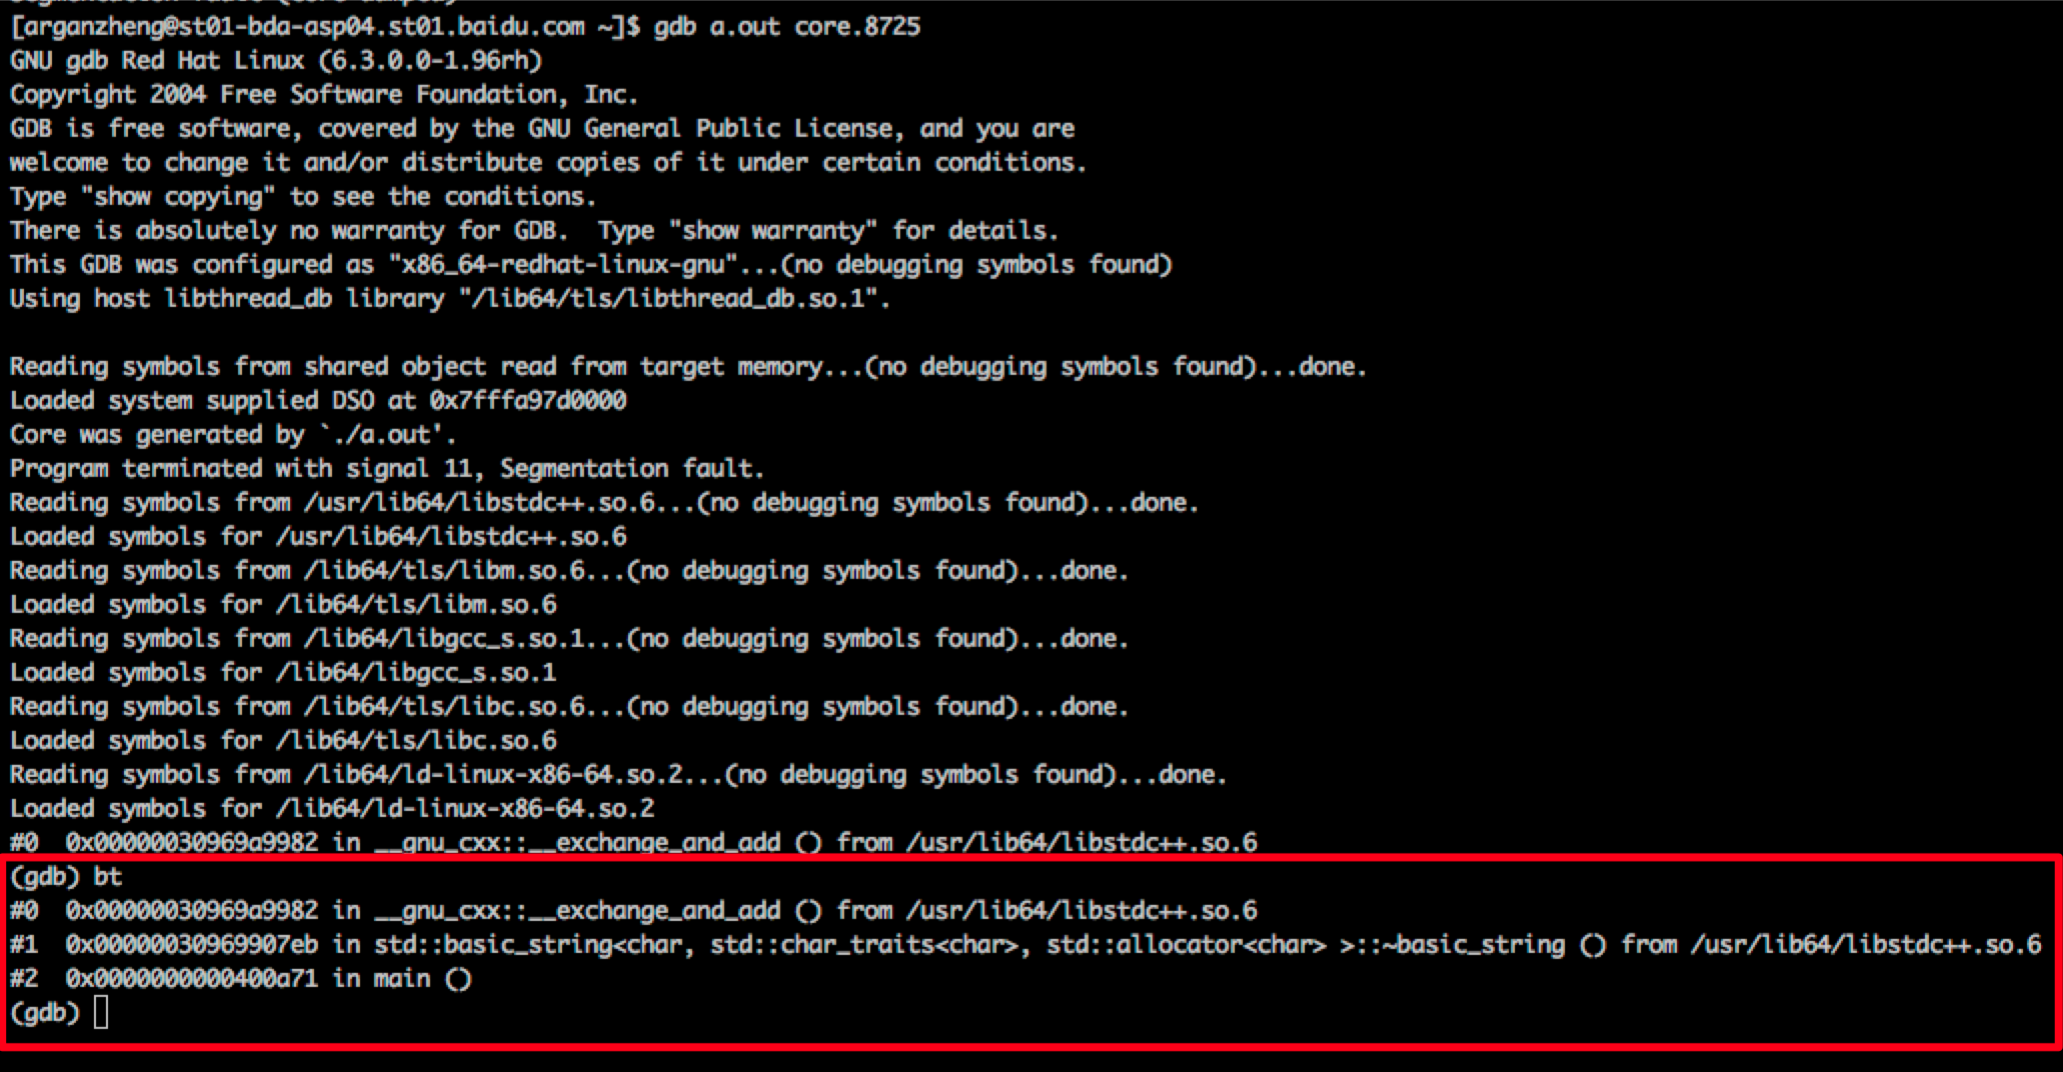 [arganzheng@st01-bda-asp04.st01.baidu.com ~]$ gdb a.out core.8725
GNU gdb Red Hat Linux (6.3.0.0-1.96rh)
Copyright 2004 Free Software Foundation, Inc.
GDB is free software, covered by the GNU General Public License, and you are
welcome to change it and/or distribute copies of it under certain conditions.
Type "show copying" to see the conditions.
There is absolutely no warranty for GDB.  Type "show warranty" for details.
This GDB was configured as "x86_64-redhat-linux-gnu"...(no debugging symbols found)
Using host libthread_db library "/lib64/tls/libthread_db.so.1".

Reading symbols from shared object read from target memory...(no debugging symbols found)...done.
Loaded system supplied DSO at 0x7fffa97d0000
Core was generated by `./a.out'.
Program terminated with signal 11, Segmentation fault.
Reading symbols from /usr/lib64/libstdc++.so.6...(no debugging symbols found)...done.
Loaded symbols for /usr/lib64/libstdc++.so.6
Reading symbols from /lib64/tls/libm.so.6...(no debugging symbols found)...done.
Loaded symbols for /lib64/tls/libm.so.6
Reading symbols from /lib64/libgcc_s.so.1...(no debugging symbols found)...done.
Loaded symbols for /lib64/libgcc_s.so.1
Reading symbols from /lib64/tls/libc.so.6...(no debugging symbols found)...done.
Loaded symbols for /lib64/tls/libc.so.6
Reading symbols from /lib64/ld-linux-x86-64.so.2...(no debugging symbols found)...done.
Loaded symbols for /lib64/ld-linux-x86-64.so.2
#0  0x00000030969a9982 in __gnu_cxx::__exchange_and_add () from /usr/lib64/libstdc++.so.6
(gdb) bt
#0  0x00000030969a9982 in __gnu_cxx::__exchange_and_add () from /usr/lib64/libstdc++.so.6
#1  0x00000030969907eb in std::basic_string<char, std::char_traits<char>, std::allocator<char> >::~basic_string () from /usr/lib64/libstdc++.so.6
#2  0x0000000000400a71 in main ()
(gdb)